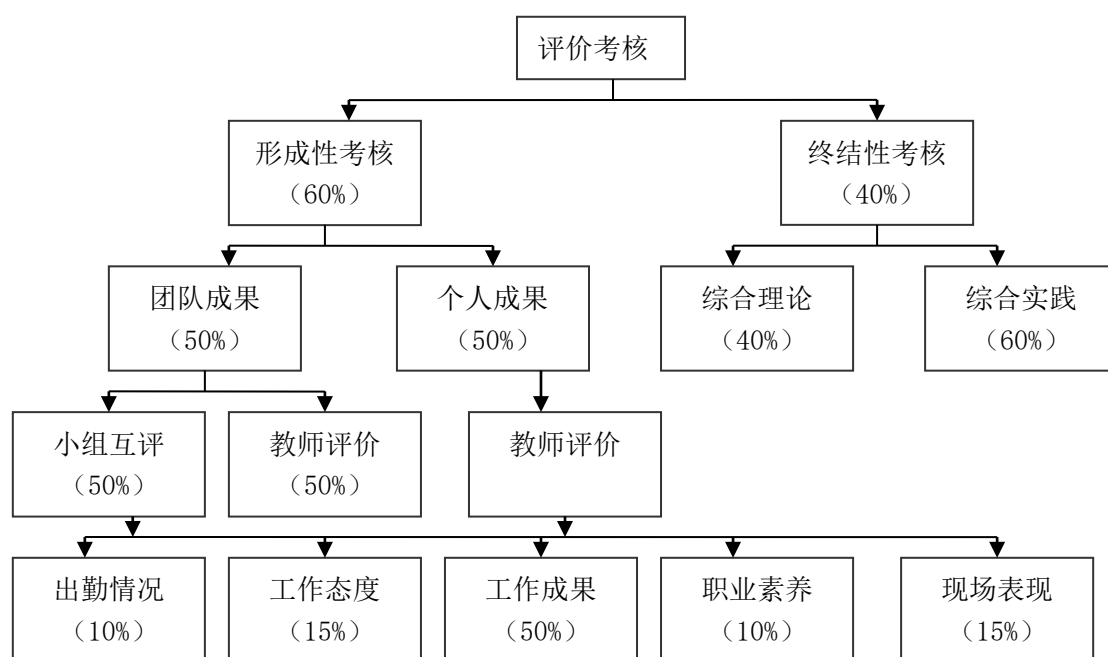 评价考核
形成性考核
（60%）
终结性考核
（40%）
团队成果
（50%）
个人成果
（50%）
综合理论
（40%）
综合实践
（60%）
小组互评
（50%）
教师评价
（50%）
教师评价
出勤情况
（10%）
工作态度
（15%）
工作成果
（50%）
职业素养
（10%）
现场表现
（15%）